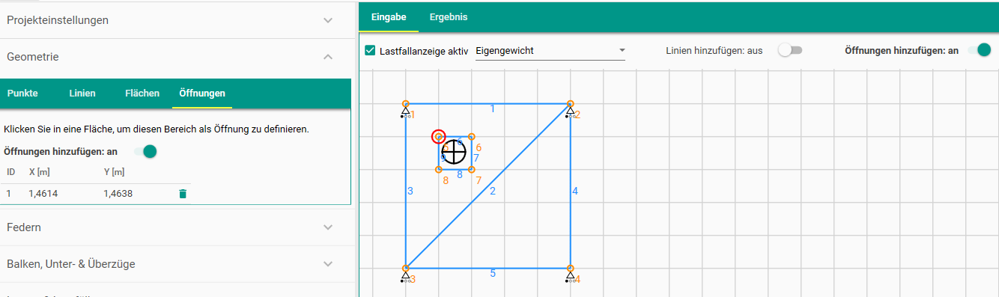 Projekteinstellungen
Geometrie
Punkte Linien Flächen Öffnungen
Klicken Sie in eine Fläche, um diesen Bereich als Öffnung zu definieren.
Öffnungen hinzufügen: an
ID X [m] Y [m]
1 1,4614 1,4638
Federn
Balken, Unter- & Überzüge
Eingabe Ergebnis
Lastfallanzeige aktiv Eigengewicht Linien hinzufügen: aus Öffnungen hinzufügen: an
1 1 2
5 6 6
9 7
8 8 7
3 2 4
3 5 4